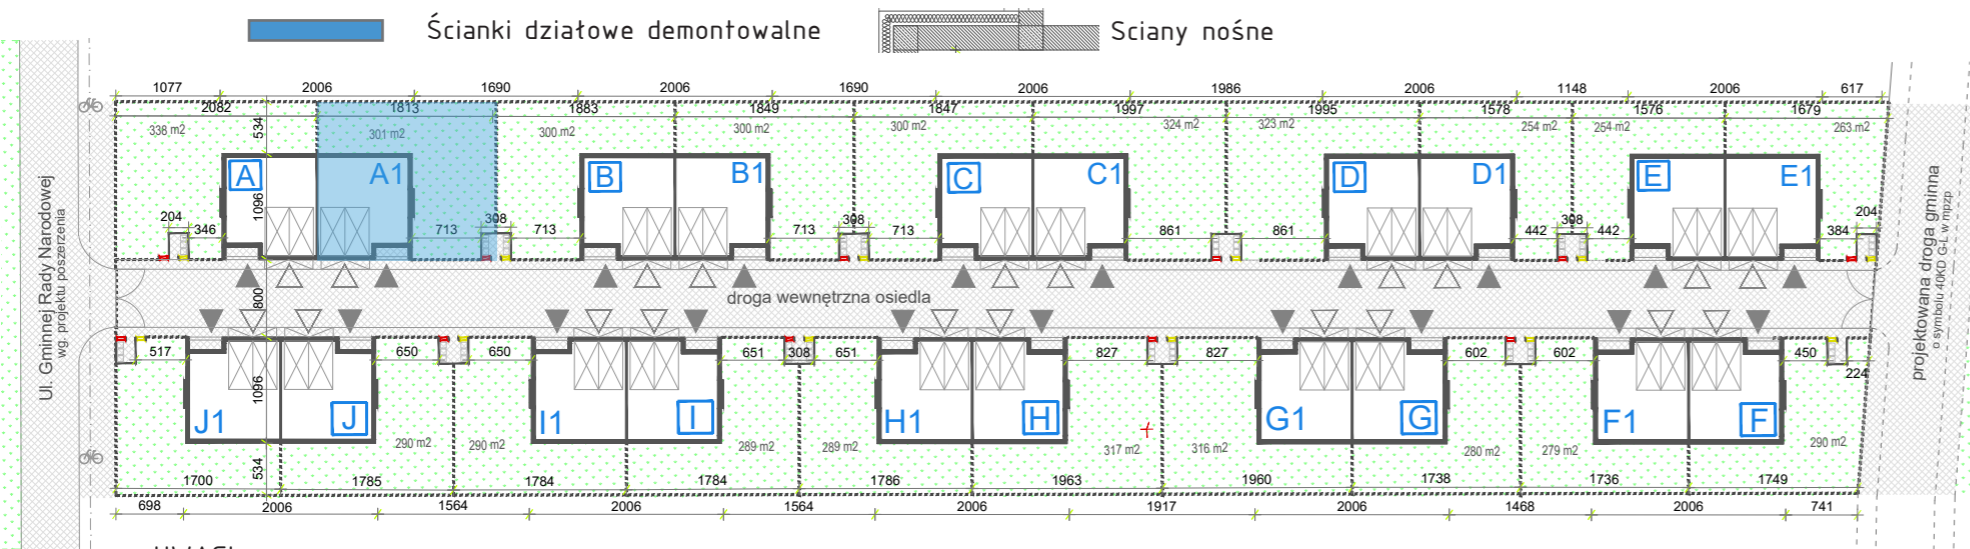 Ścianki działowe demontowalne
Sciany nośne
1077 2006 1690 2006 1690 2006 1986 2006 1148 2006 617
2082 1813 1883 1849 1847 1997 1995 1578 1576 1679
338 m2 301 m2 300 m2 300 m2 300 m2 324 m2 323 m2 254 m2 254 m2 263 m2
534
A A1 B B1 C C1 D D1 E E1
1096
204 308 308 308 204
346 713 713 713 713 861 861 442 442 384
800
droga wewnętrzna osiedla
Ul. Gminnej Rady Narodowej
wg. projektu poszerzenia
projektowana droga gminna
o symbolu 40KD G-L w mpzp
517 650 650 651 308 651 827 827 602 602 450
224
1096
J1 J I1 I H1 H G1 G F1 F
290 m2 290 m2 289 m2 289 m2 317 m2 316 m2 280 m2 279 m2 290 m2
534
1700 1785 1784 1784 1786 1963 1960 1738 1736 1749
698 2006 1564 2006 1564 2006 1917 2006 1468 2006 741